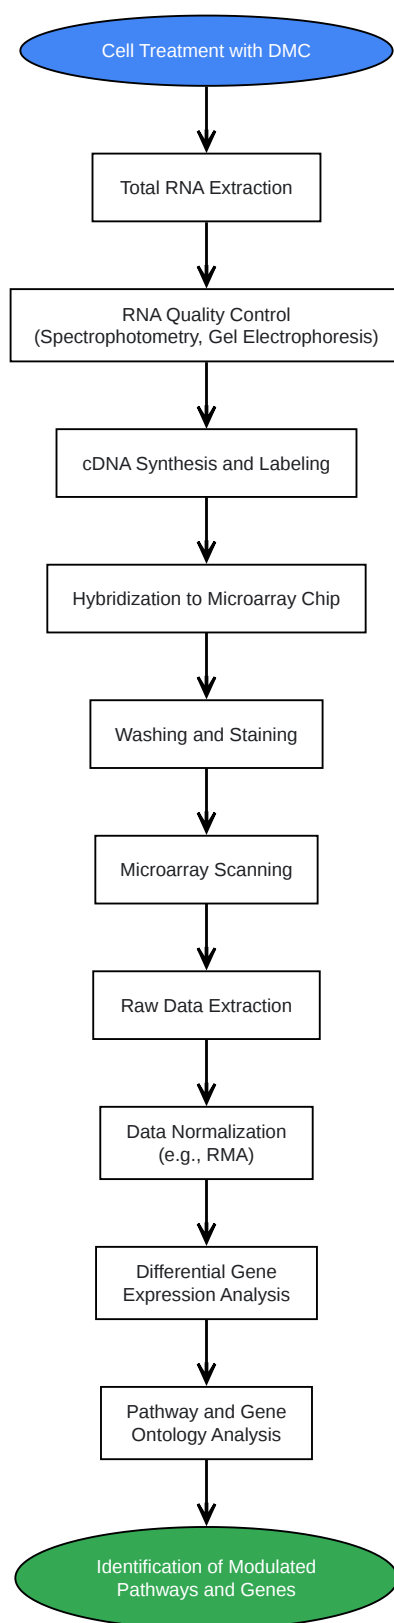 Cell Treatment with DMC
Total RNA Extraction
RNA Quality Control
(Spectrophotometry, Gel Electrophoresis)
cDNA Synthesis and Labeling
Hybridization to Microarray Chip
Washing and Staining
Microarray Scanning
Raw Data Extraction
Data Normalization
(e.g., RMA)
Differential Gene
Expression Analysis
Pathway and Gene
Ontology Analysis
Identification of Modulated
Pathways and Genes